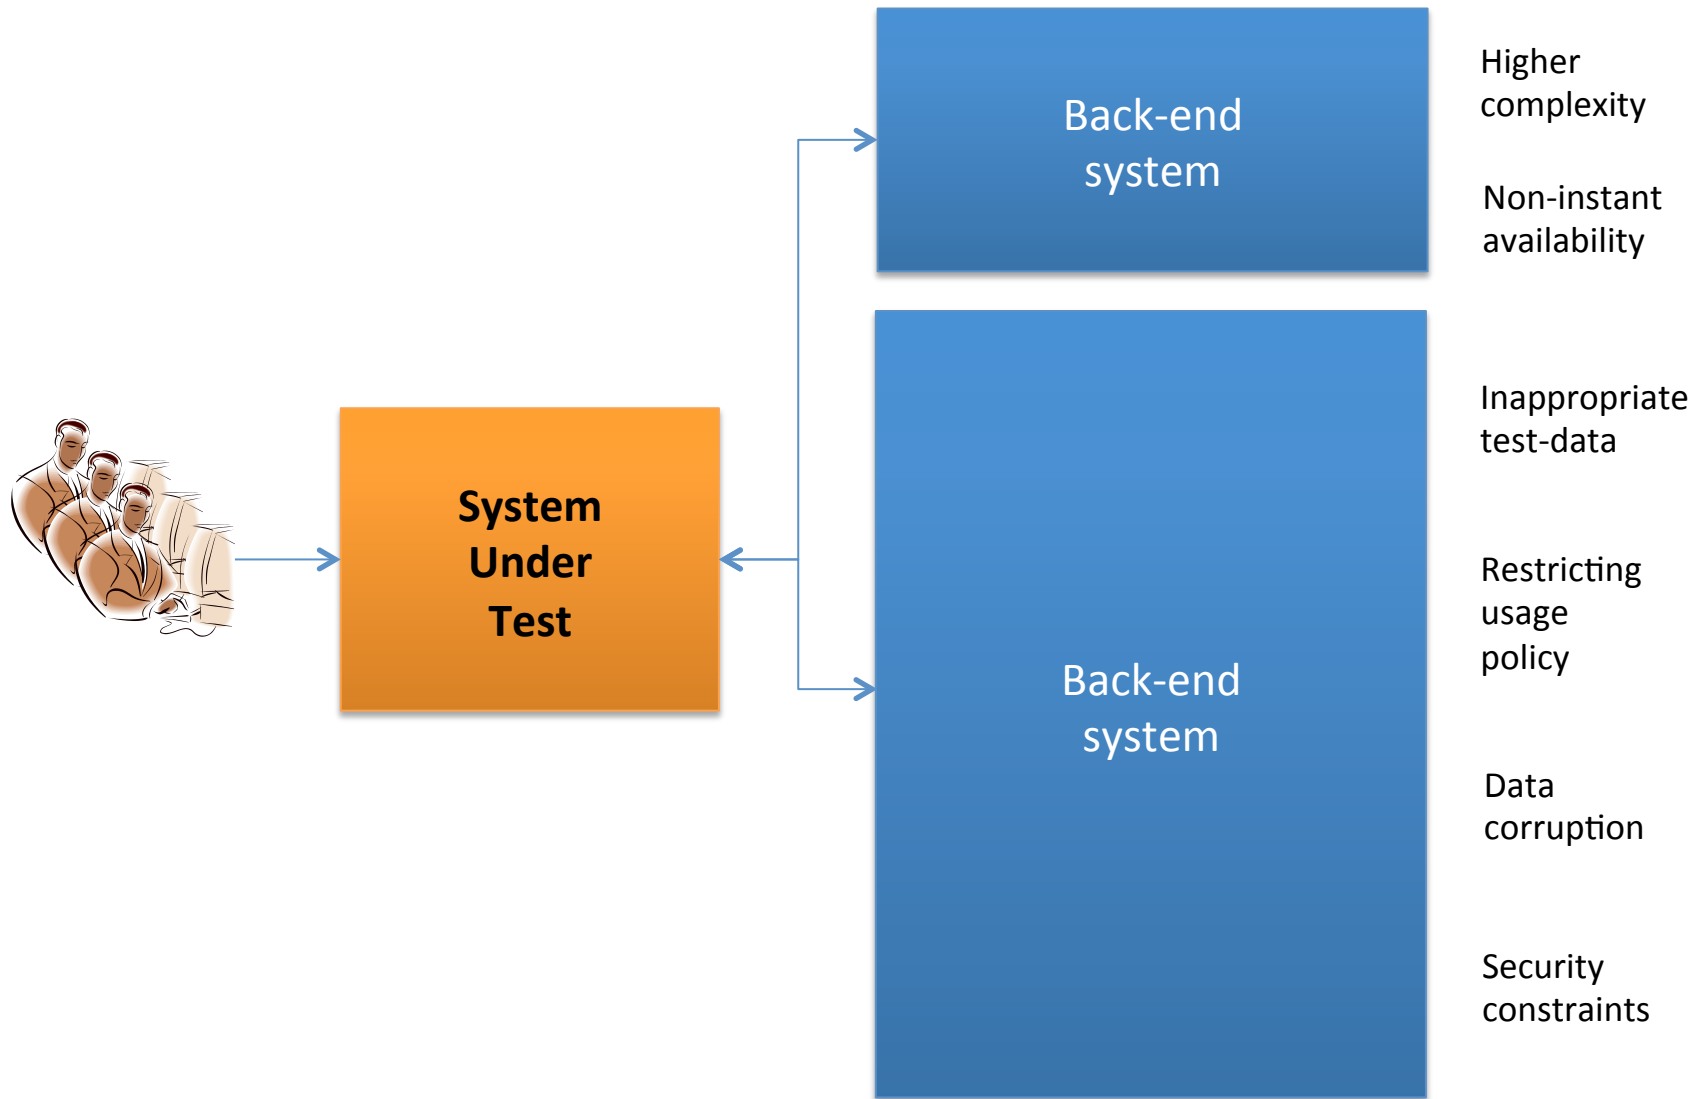 System
Under
Test
Back-end
system
Back-end
system
Higher
complexity
Non-instant
availability
Inappropriate
test-data
Restricting
usage
policy
Data
corruption
Security
constraints